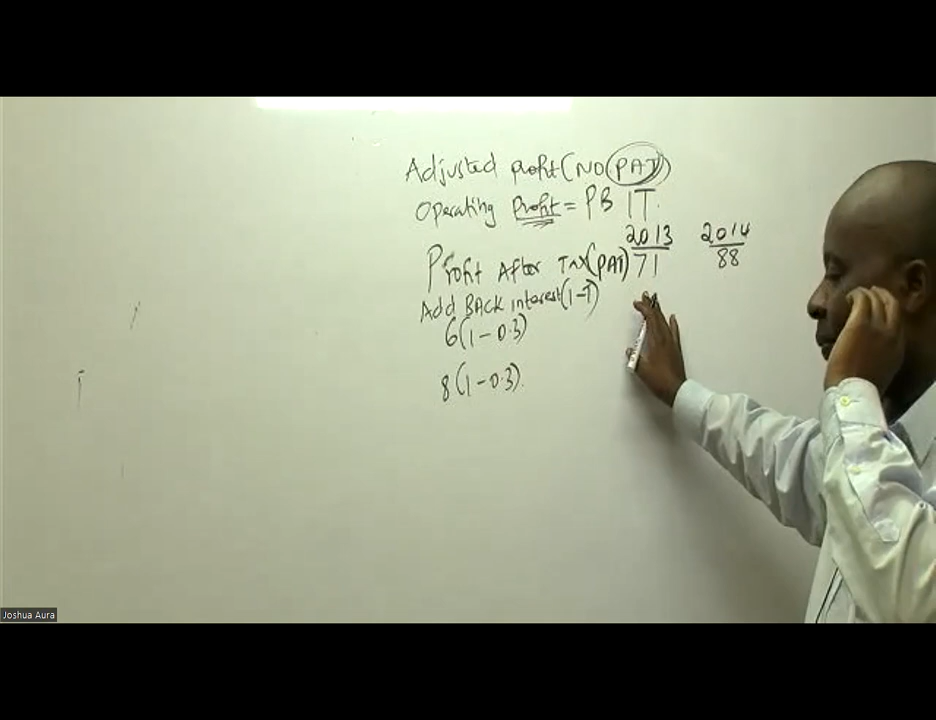 Adjusted profit (NO PAT)
Operating Profit = PBIT.
2013 2014
Profit After TAX (PAT) 71 88
Add Back interest (1-T)
6(1-0.3)
8(1-0.3).
Joshua Aura